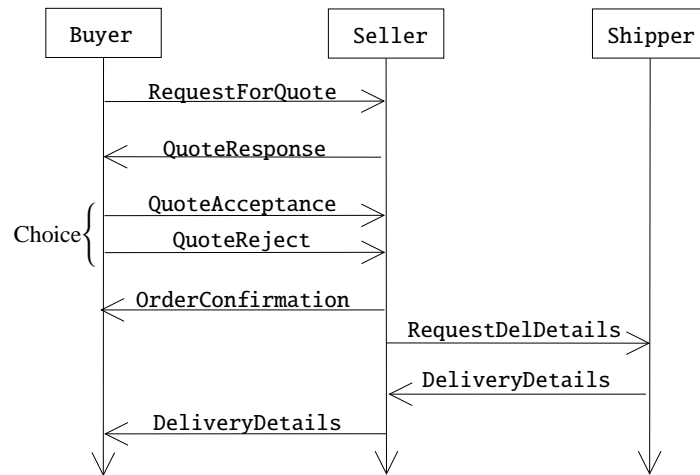 Buyer
Seller
Shipper
RequestForQuote
QuoteResponse
QuoteAcceptance
Choice
QuoteReject
OrderConfirmation
RequestDelDetails
DeliveryDetails
DeliveryDetails